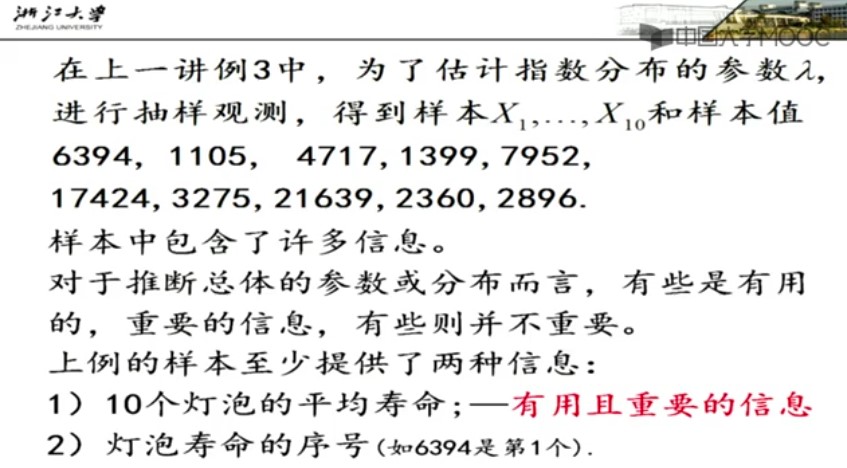 浙江大学
ZHEJIANG UNIVERSITY
中国大学MOOC
在上一讲例3中，为了估计指数分布的参数λ，
进行抽样观测，得到样本X₁,…,X₁₀和样本值
6394, 1105, 4717, 1399, 7952,
17424, 3275, 21639, 2360, 2896.
样本中包含了许多信息。
对于推断总体的参数或分布而言，有些是有用
的，重要的信息，有些则并不重要。
上例的样本至少提供了两种信息：
1）10个灯泡的平均寿命；—有用且重要的信息
2）灯泡寿命的序号(如6394是第1个).